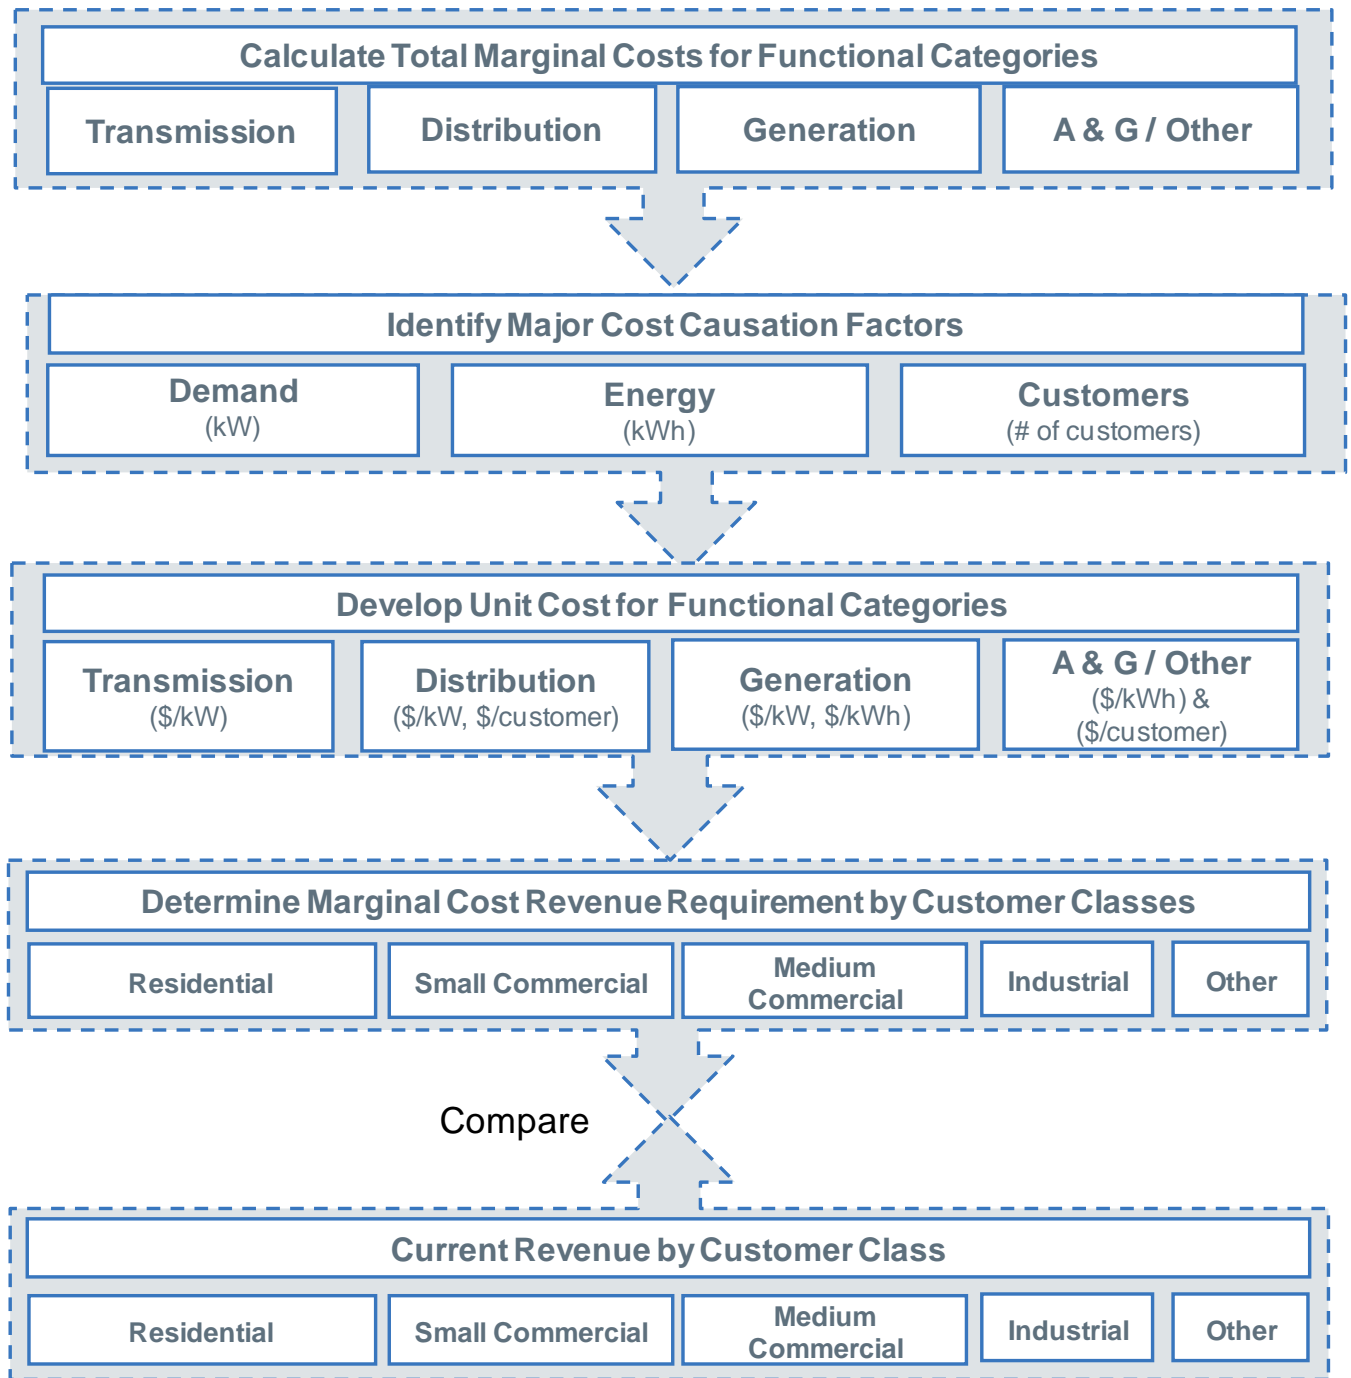 Calculate Total Marginal Costs for Functional Categories
Transmission
Distribution
Generation
A & G / Other
Identify Major Cost Causation Factors
Demand
(kW)
Energy
(kWh)
Customers
(# of customers)
Develop Unit Cost for Functional Categories
Transmission
($/kW)
Distribution
($/kW, $/customer)
Generation
($/kW, $/kWh)
A & G / Other
($/kWh) &
($/customer)
Determine Marginal Cost Revenue Requirement by Customer Classes
Residential
Small Commercial
Medium
Commercial
Industrial
Other
Compare
Current Revenue by Customer Class
Residential
Small Commercial
Medium
Commercial
Industrial
Other